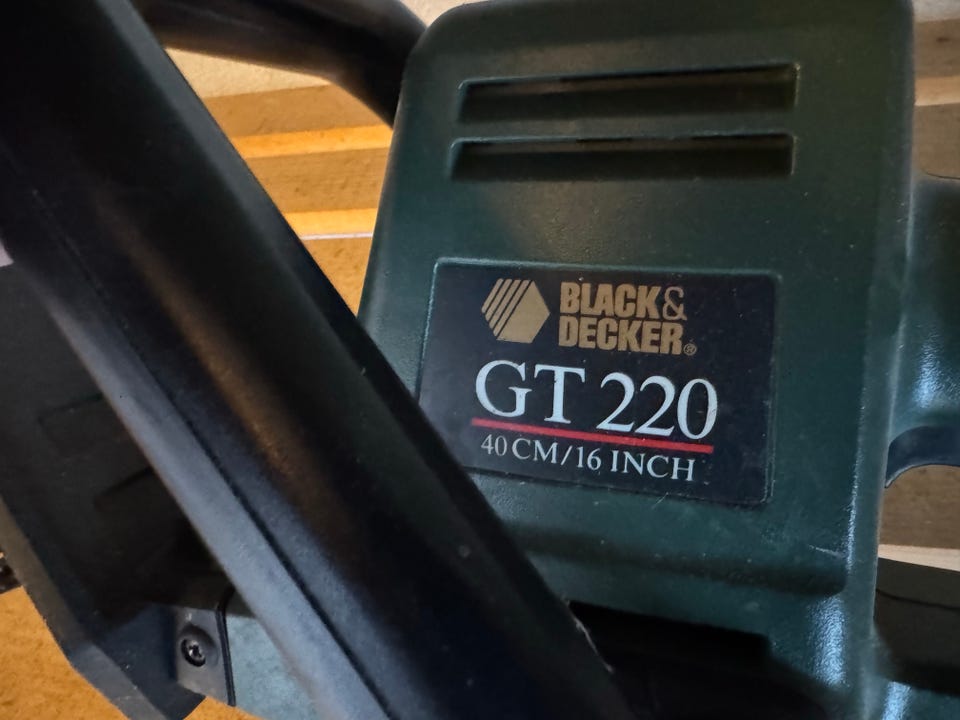 BLACK&
DECKER®
GT 220
40 CM/16 INCH